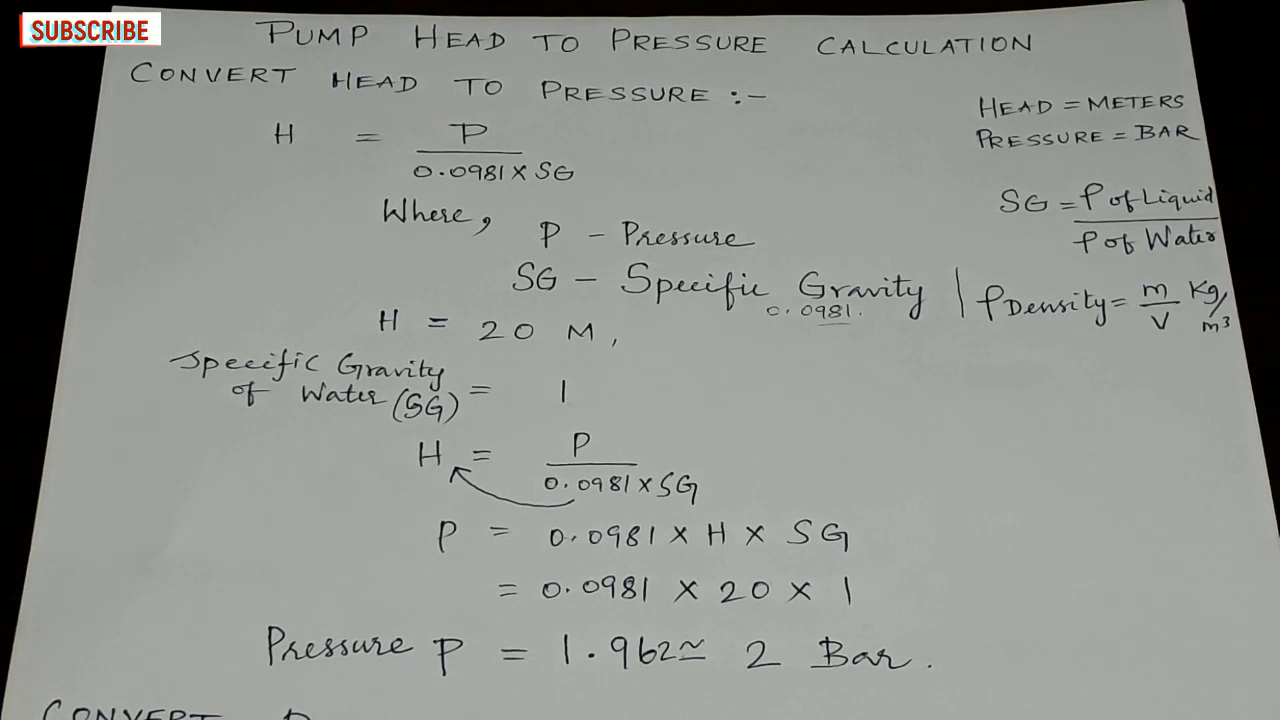 SUBSCRIBE
PUMP HEAD TO PRESSURE CALCULATION
CONVERT HEAD TO PRESSURE :-
HEAD = METERS
PRESSURE = BAR
H = P / 0.0981 X SG
SG = ρ of Liquid / ρ of Water
Where,
P - Pressure
SG - Specific Gravity | ρ Density = m/V Kg/m³
0.0981.
H = 20 M,
Specific Gravity
of Water (SG) = 1
H = P / 0.0981 X SG
P = 0.0981 X H X SG
= 0.0981 X 20 X 1
Pressure P = 1.962 ≃ 2 Bar.
CONVERT